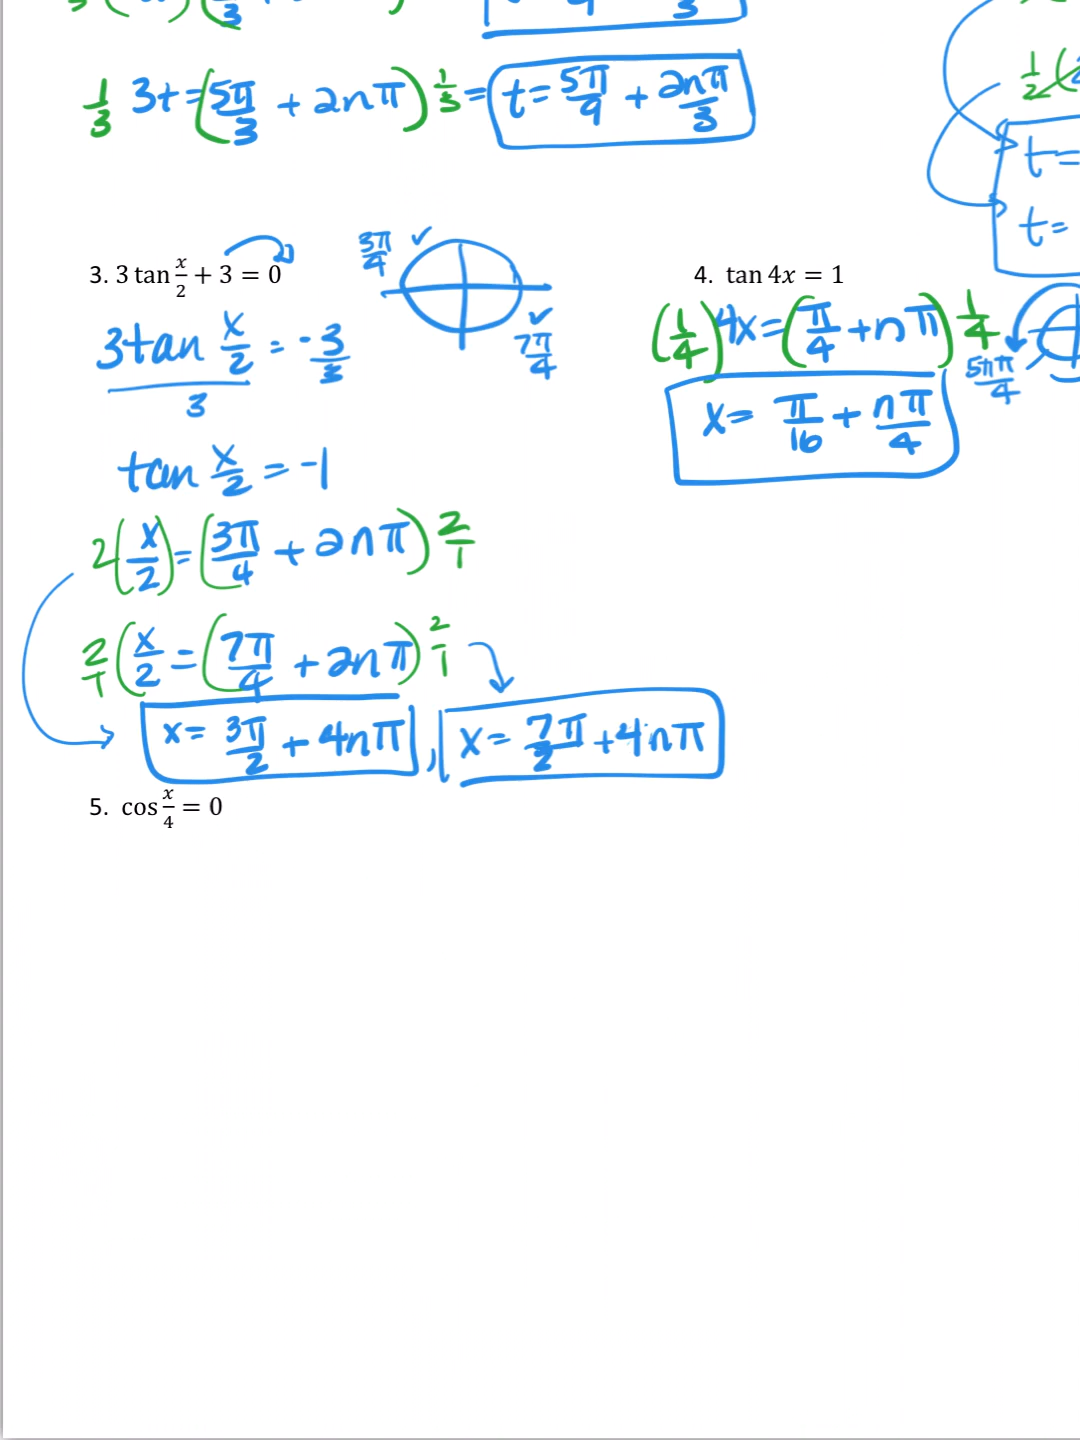 1/3 3t = (5π/3 + 2nπ) 1/3 = t = 5π/9 + 2nπ/3
1/2
t =
t =
3. 3 tan x/2 + 3 = 0
3π/4 ✓
✓ 7π/4
3tan x/2 = -3/3
3
tan x/2 = -1
2(x/2) = (3π/4 + 2nπ) 2/1
2/1 (x/2 = (7π/4 + 2nπ) 2/1
x = 3π/2 + 4nπ , x = 7π/2 + 4nπ
4. tan 4x = 1
(1/4) 4x = (π/4 + nπ) 1/4
x = π/16 + nπ/4
5. cos x/4 = 0